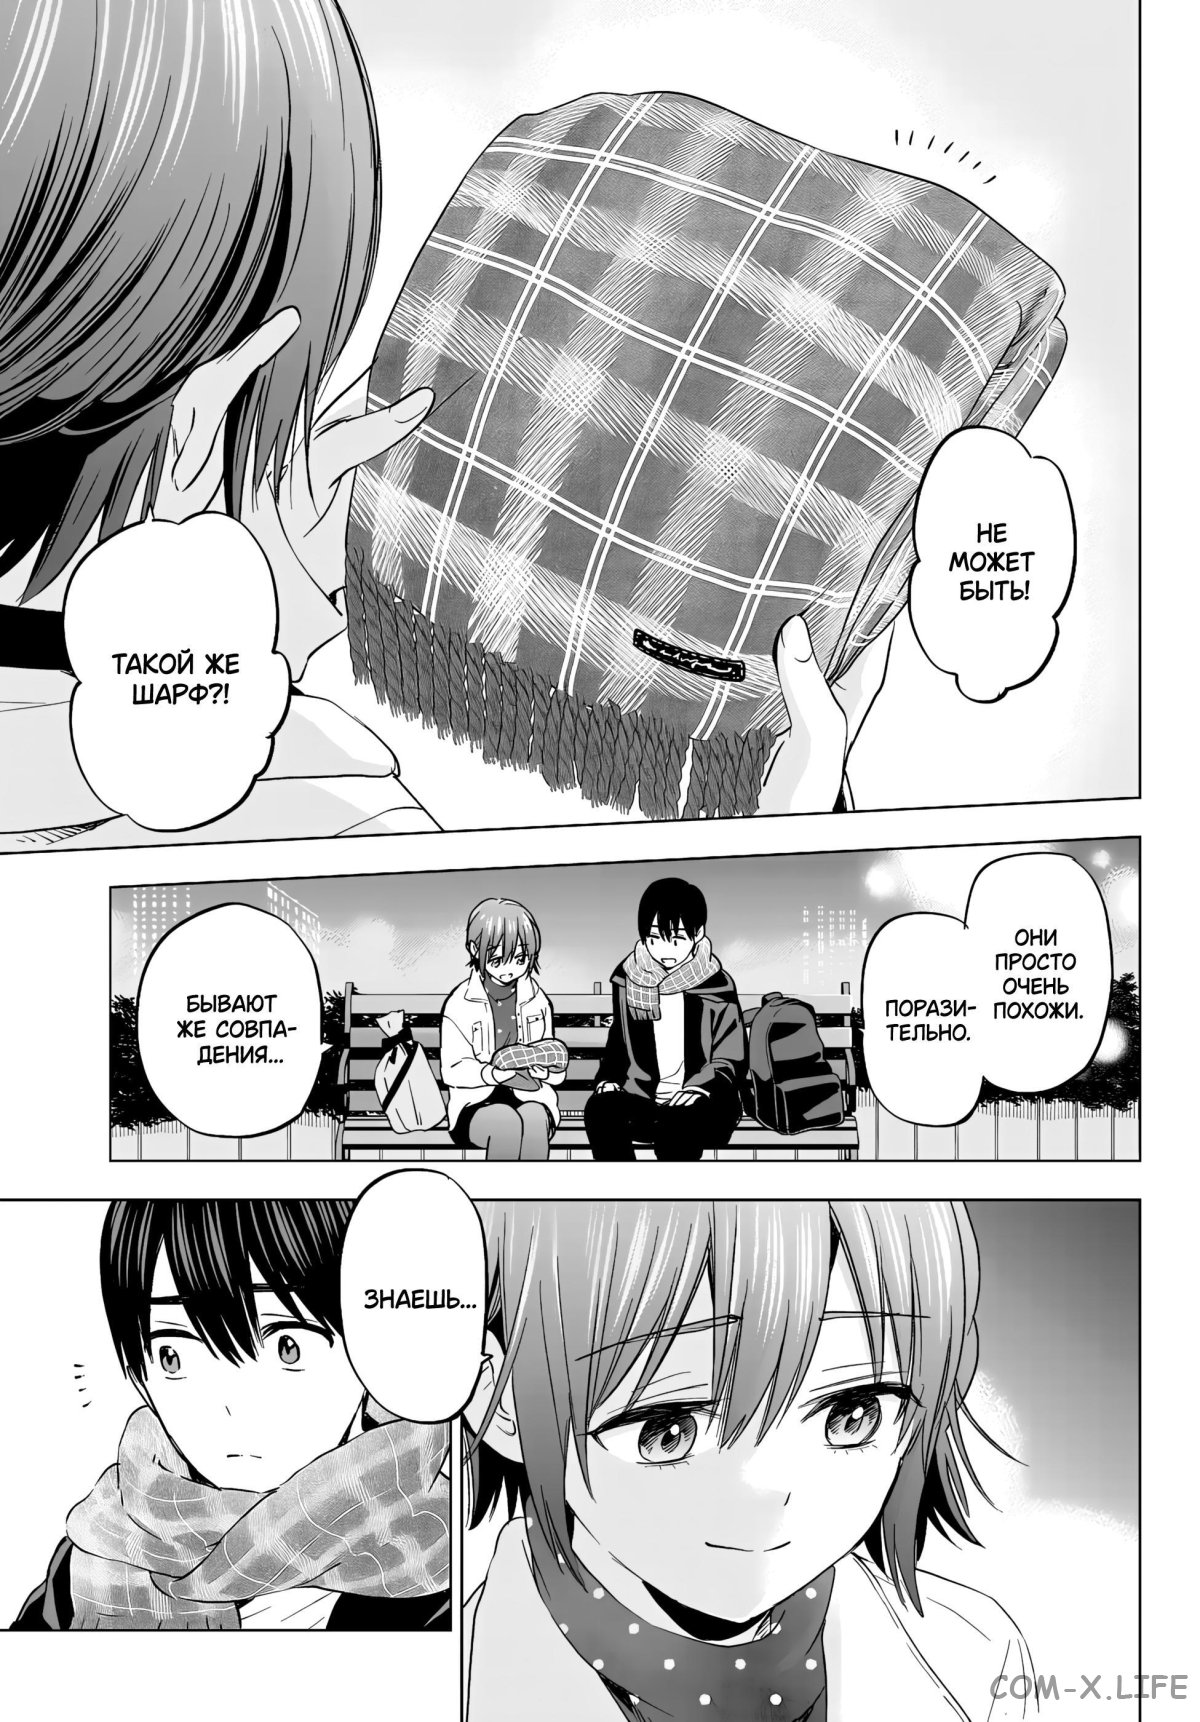 НЕ
МОЖЕТ
БЫТЬ!
ТАКОЙ ЖЕ
ШАРФ?!
ОНИ
ПРОСТО
ОЧЕНЬ
ПОХОЖИ.
ПОРАЗИ-
ТЕЛЬНО.
БЫВАЮТ
ЖЕ СОВПА-
ДЕНИЯ...
ЗНАЕШЬ...
COM-X.LIFE